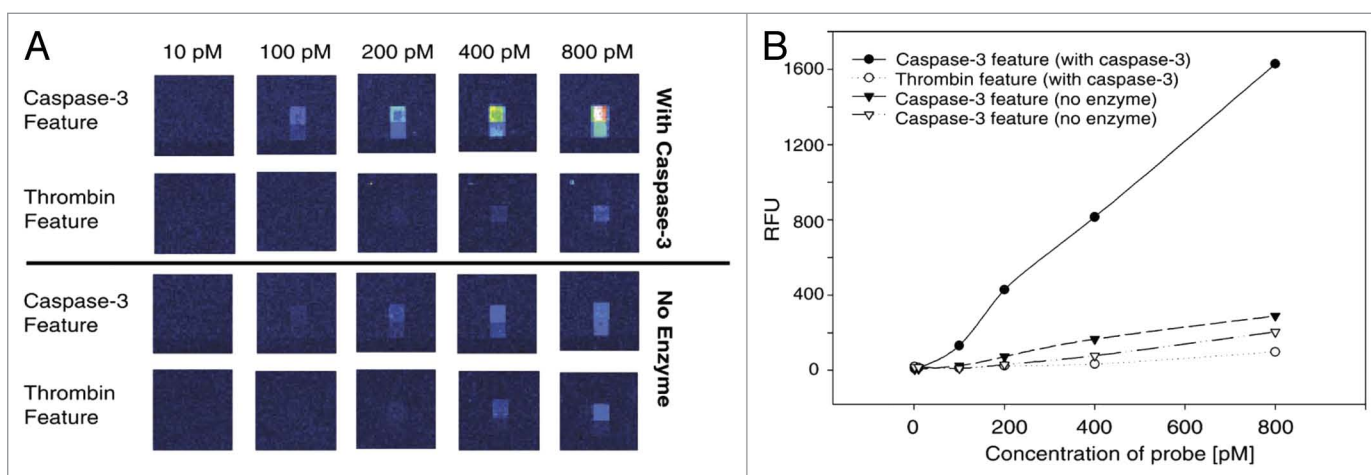 A
10 pM 100 pM 200 pM 400 pM 800 pM
Caspase-3
Feature
Thrombin
Feature
With Caspase-3
Caspase-3
Feature
Thrombin
Feature
No Enzyme
B
Caspase-3 feature (with caspase-3)
Thrombin feature (with caspase-3)
Caspase-3 feature (no enzyme)
Caspase-3 feature (no enzyme)
1600
1200
800
400
0
RFU
0 200 400 600 800
Concentration of probe [pM]